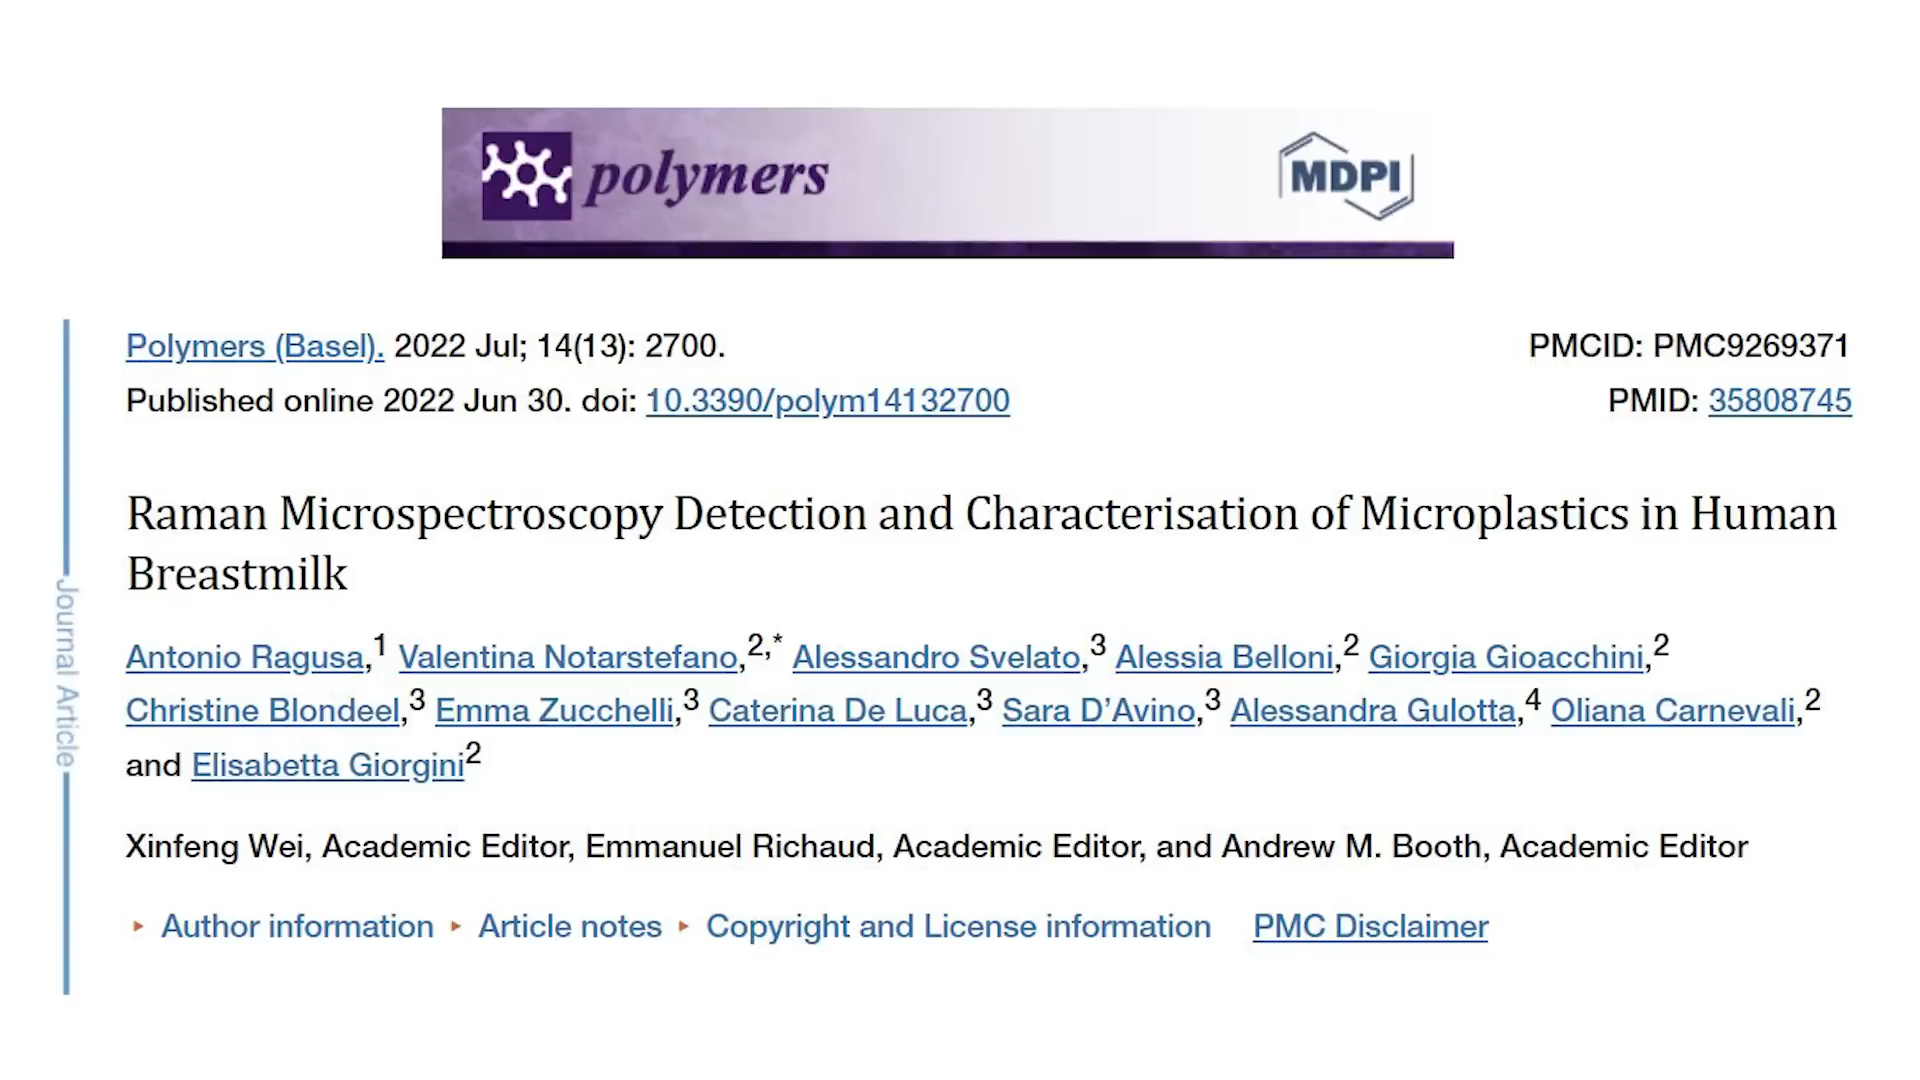 polymers
MDPI
Polymers (Basel). 2022 Jul; 14(13): 2700.
PMCID: PMC9269371
Published online 2022 Jun 30. doi: 10.3390/polym14132700
PMID: 35808745
Raman Microspectroscopy Detection and Characterisation of Microplastics in Human
Breastmilk
Antonio Ragusa,1 Valentina Notarstefano,2,* Alessandro Svelato,3 Alessia Belloni,2 Giorgia Gioacchini,2
Christine Blondeel,3 Emma Zucchelli,3 Caterina De Luca,3 Sara D’Avino,3 Alessandra Gulotta,4 Oliana Carnevali,2
and Elisabetta Giorgini2
Xinfeng Wei, Academic Editor, Emmanuel Richaud, Academic Editor, and Andrew M. Booth, Academic Editor
Author information Article notes Copyright and License information PMC Disclaimer
Journal Article